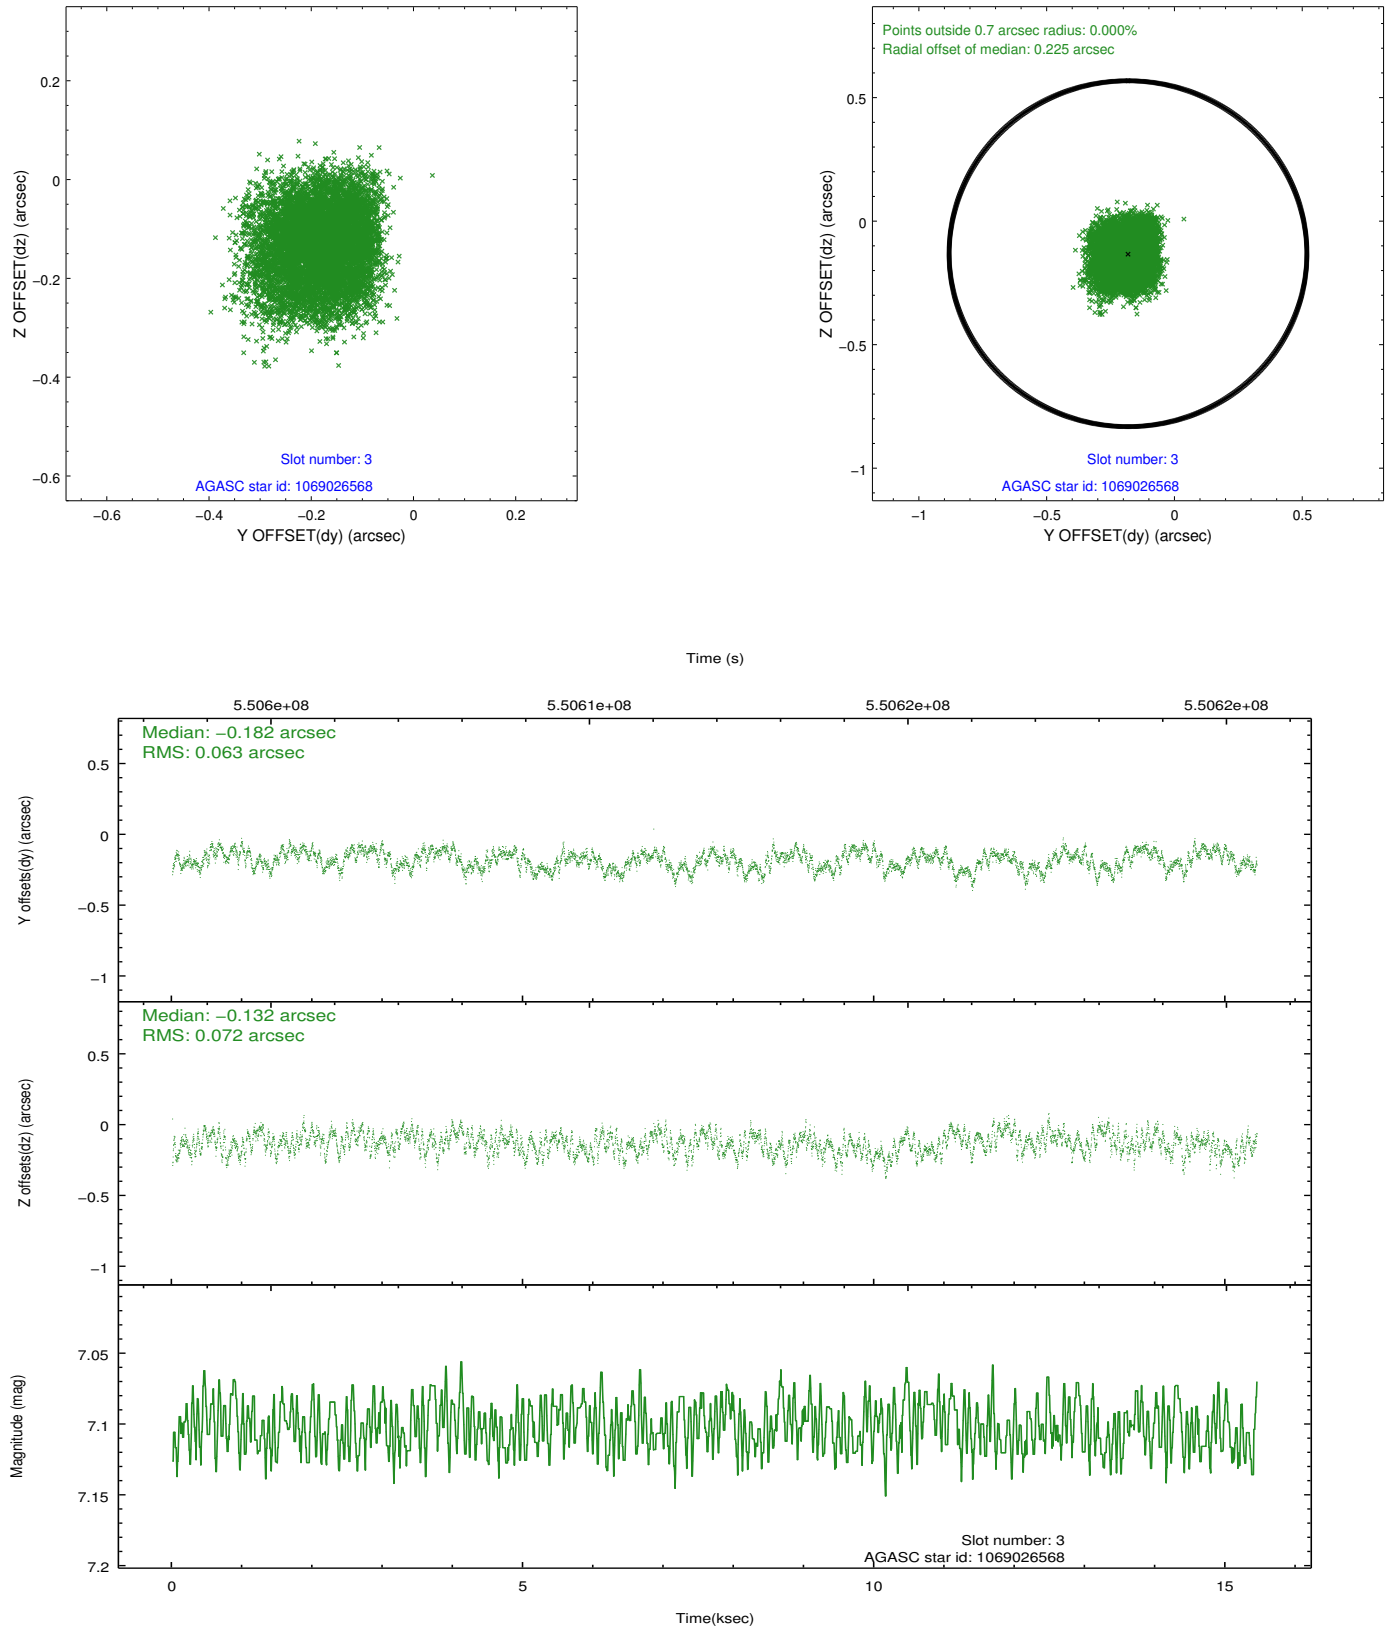 0.2
0
−0.2
−0.4
−0.6
Z OFFSET(dz) (arcsec)
Slot number: 3
AGASC star id: 1069026568
−0.6
−0.4
−0.2
0
0.2
Y OFFSET(dy) (arcsec)
Points outside 0.7 arcsec radius: 0.000%
Radial offset of median: 0.225 arcsec
0.5
0
−0.5
−1
Z OFFSET(dz) (arcsec)
Slot number: 3
AGASC star id: 1069026568
−1
−0.5
0
0.5
Y OFFSET(dy) (arcsec)
Time (s)
5.506e+08
5.5061e+08
5.5062e+08
5.5062e+08
Median: −0.182 arcsec
RMS: 0.063 arcsec
0.5
0
−0.5
−1
Y offsets(dy) (arcsec)
Median: −0.132 arcsec
RMS: 0.072 arcsec
0.5
0
−0.5
−1
Z offsets(dz) (arcsec)
7.05
7.1
7.15
7.2
Magnitude (mag)
Slot number: 3
AGASC star id: 1069026568
0
5
10
15
Time(ksec)